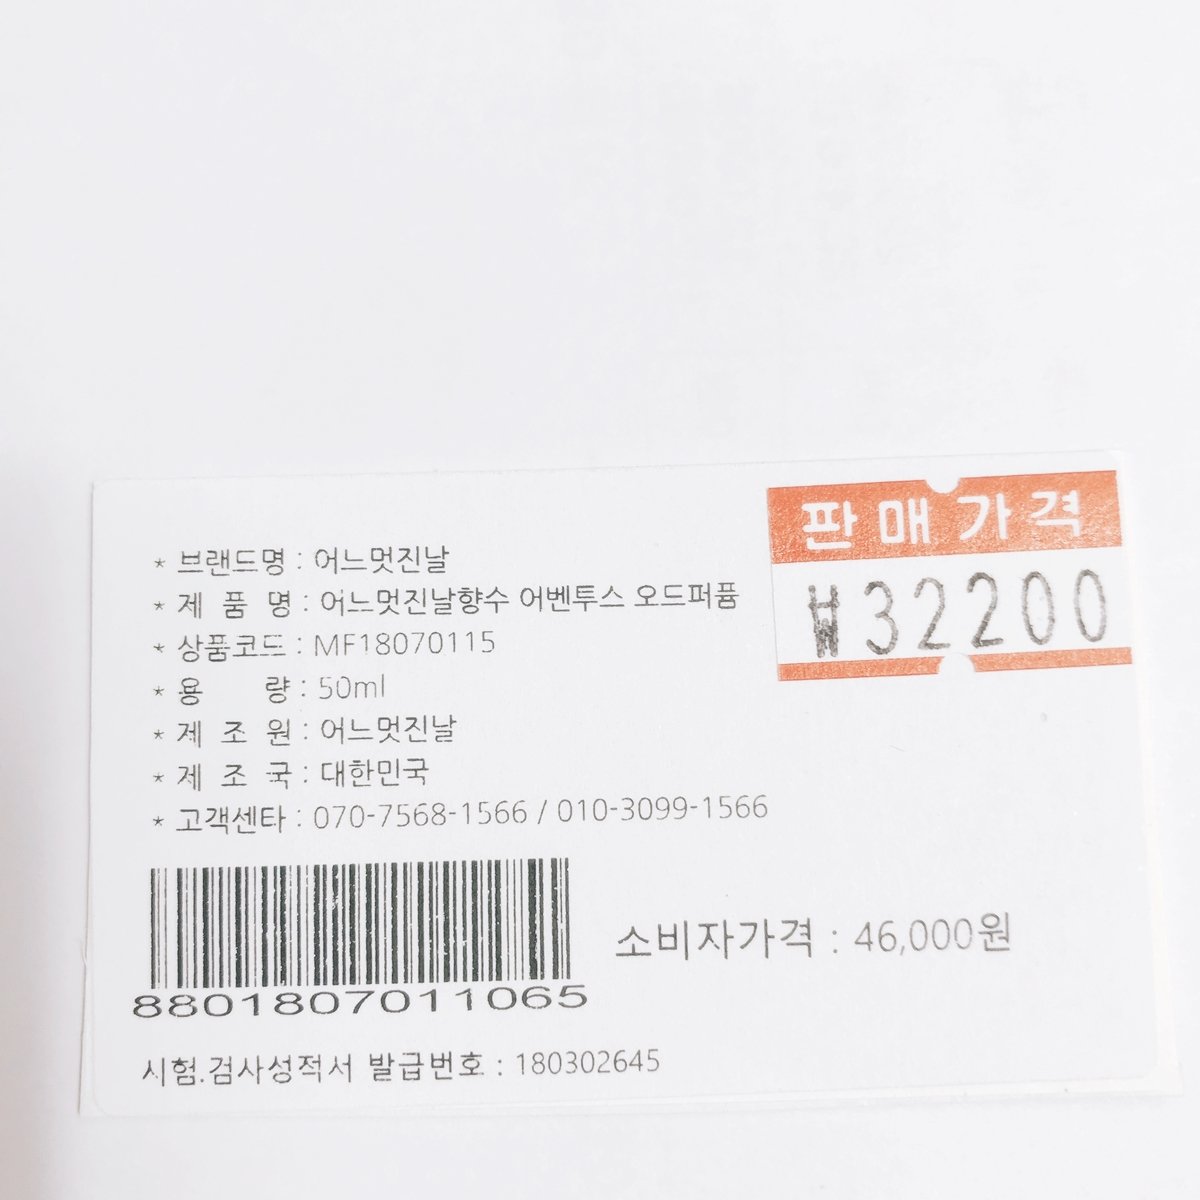 판매가격
₩32200
* 브랜드명 : 어느멋진날
* 제 품 명 : 어느멋진날향수 어벤투스 오드퍼퓸
* 상품코드 : MF18070115
* 용 량 : 50ml
* 제 조 원 : 어느멋진날
* 제 조 국 : 대한민국
* 고객센타 : 070-7568-1566 / 010-3099-1566
소비자가격 : 46,000원
8801807011065
시험.검사성적서 발급번호 : 180302645